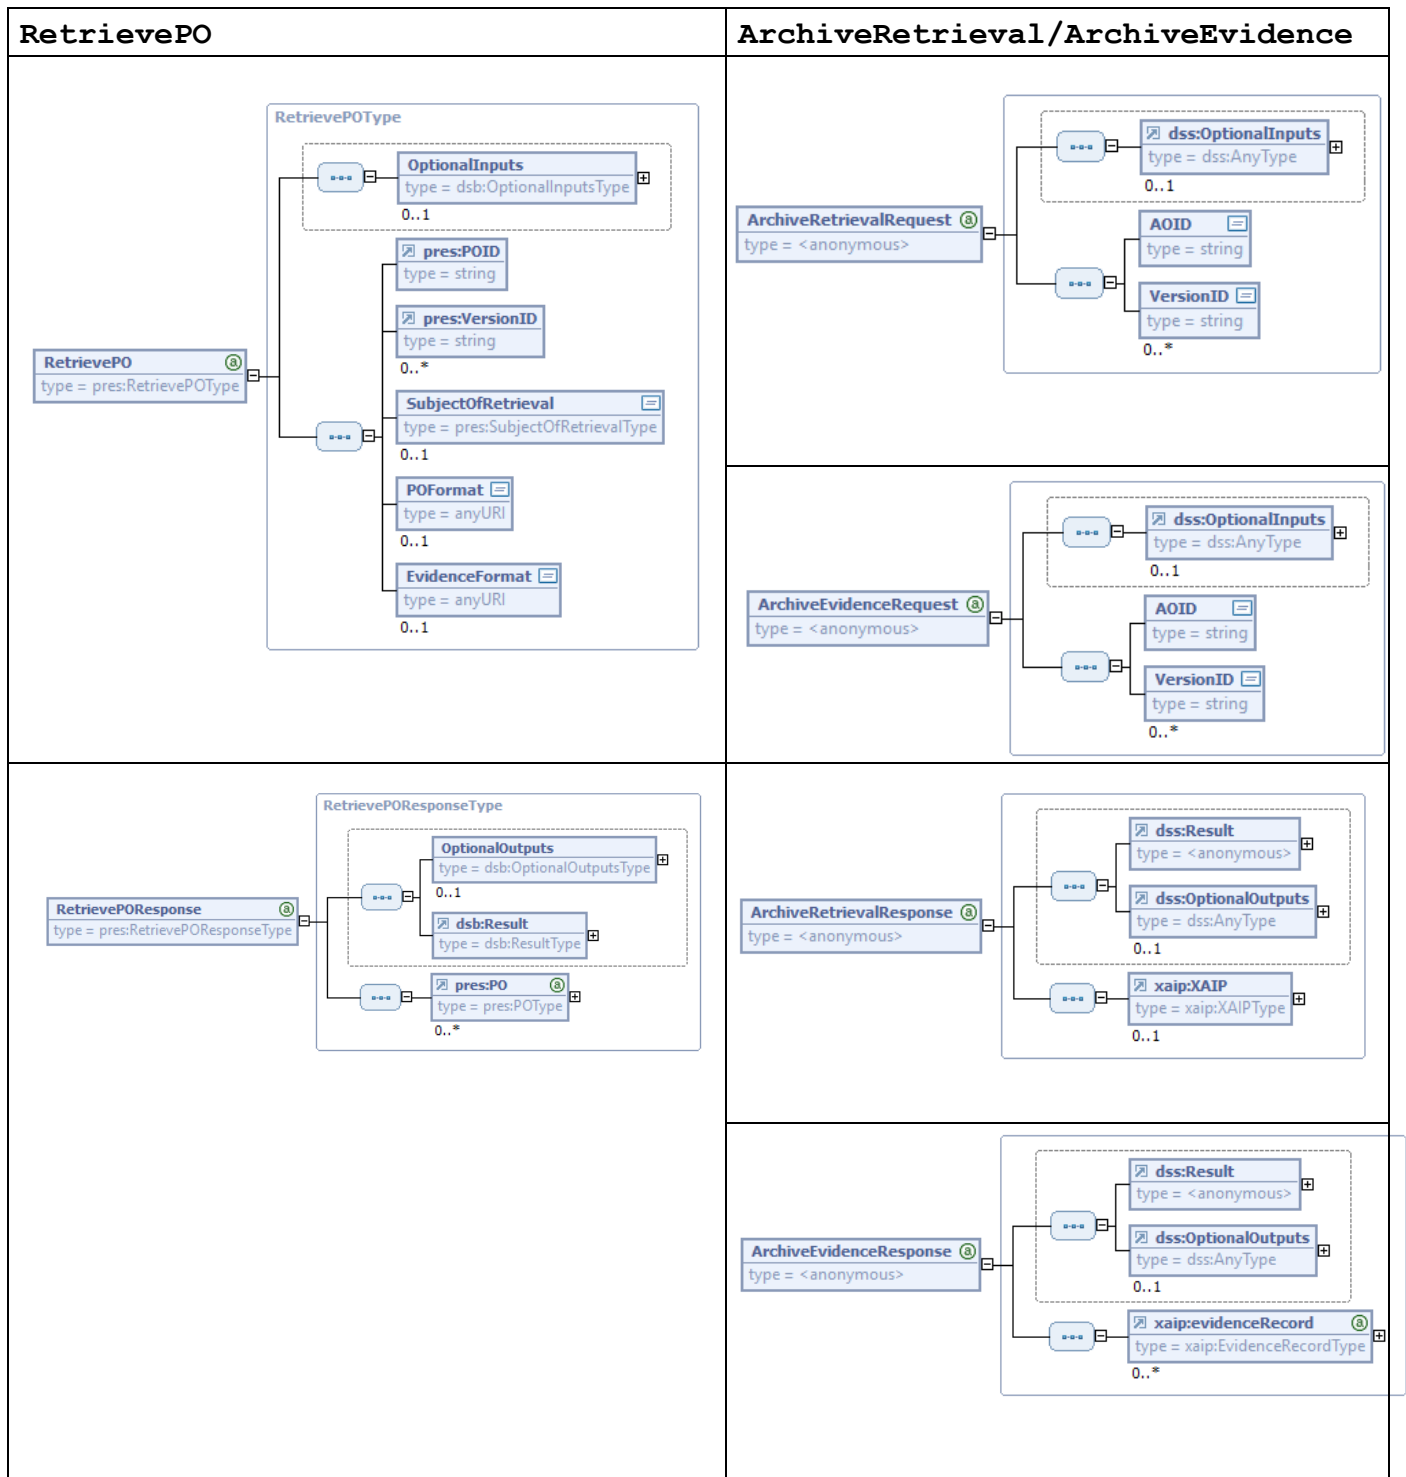 RetrievePO
ArchiveRetrieval/ArchiveEvidence
RetrievePOType
OptionalInputs
type = dsb:OptionalInputsType
0..1
pres:POID
type = string
pres:VersionID
type = string
0..*
RetrievePO
type = pres:RetrievePOType
SubjectOfRetrieval
type = pres:SubjectOfRetrievalType
0..1
POFormat
type = anyURI
0..1
EvidenceFormat
type = anyURI
0..1
dss:OptionalInputs
type = dss:AnyType
0..1
ArchiveRetrievalRequest
type = <anonymous>
AOID
type = string
VersionID
type = string
0..*
dss:OptionalInputs
type = dss:AnyType
0..1
ArchiveEvidenceRequest
type = <anonymous>
AOID
type = string
VersionID
type = string
0..*
RetrievePOResponseType
OptionalOutputs
type = dsb:OptionalOutputsType
0..1
RetrievePOResponse
type = pres:RetrievePOResponseType
dsb:Result
type = dsb:ResultType
pres:PO
type = pres:POType
0..*
dss:Result
type = <anonymous>
dss:OptionalOutputs
type = dss:AnyType
0..1
ArchiveRetrievalResponse
type = <anonymous>
xaip:XAIP
type = xaip:XAIPType
0..1
dss:Result
type = <anonymous>
dss:OptionalOutputs
type = dss:AnyType
0..1
ArchiveEvidenceResponse
type = <anonymous>
xaip:evidenceRecord
type = xaip:EvidenceRecordType
0..*